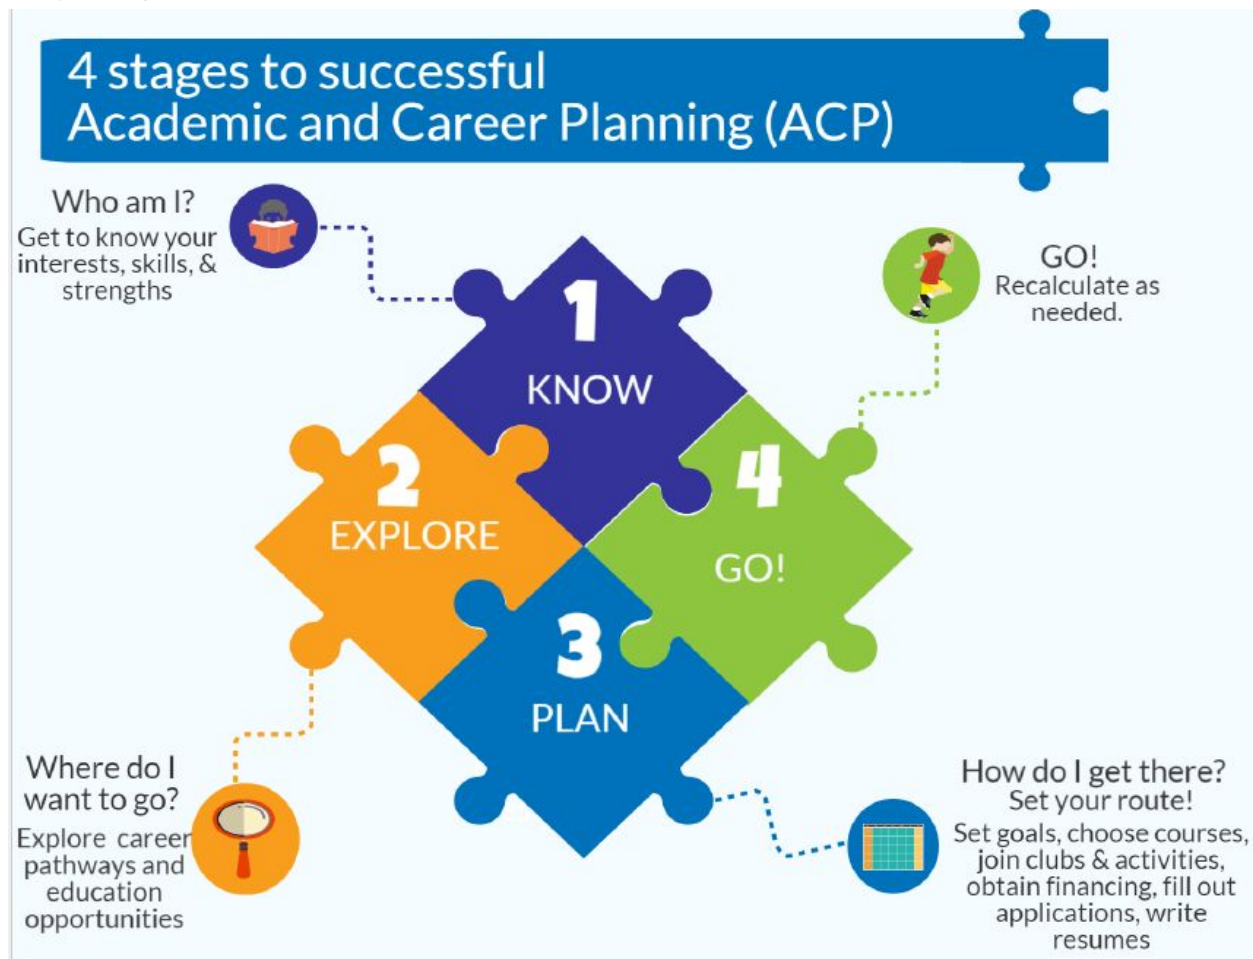 4 stages to successful
Academic and Career Planning (ACP)
Who am I?
Get to know your
interests, skills, &
strengths
1
KNOW
GO!
Recalculate as
needed.
2
EXPLORE
4
GO!
3
PLAN
Where do I
want to go?
Explore career
pathways and
education
opportunities
How do I get there?
Set your route!
Set goals, choose courses,
join clubs & activities,
obtain financing, fill out
applications, write
resumes